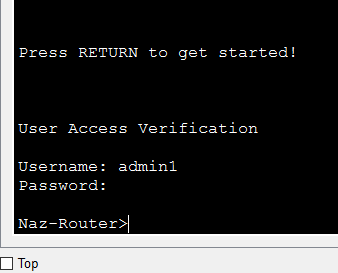 Press RETURN to get started!
User Access Verification
Username: admin1
Password:
Naz-Router>
Top